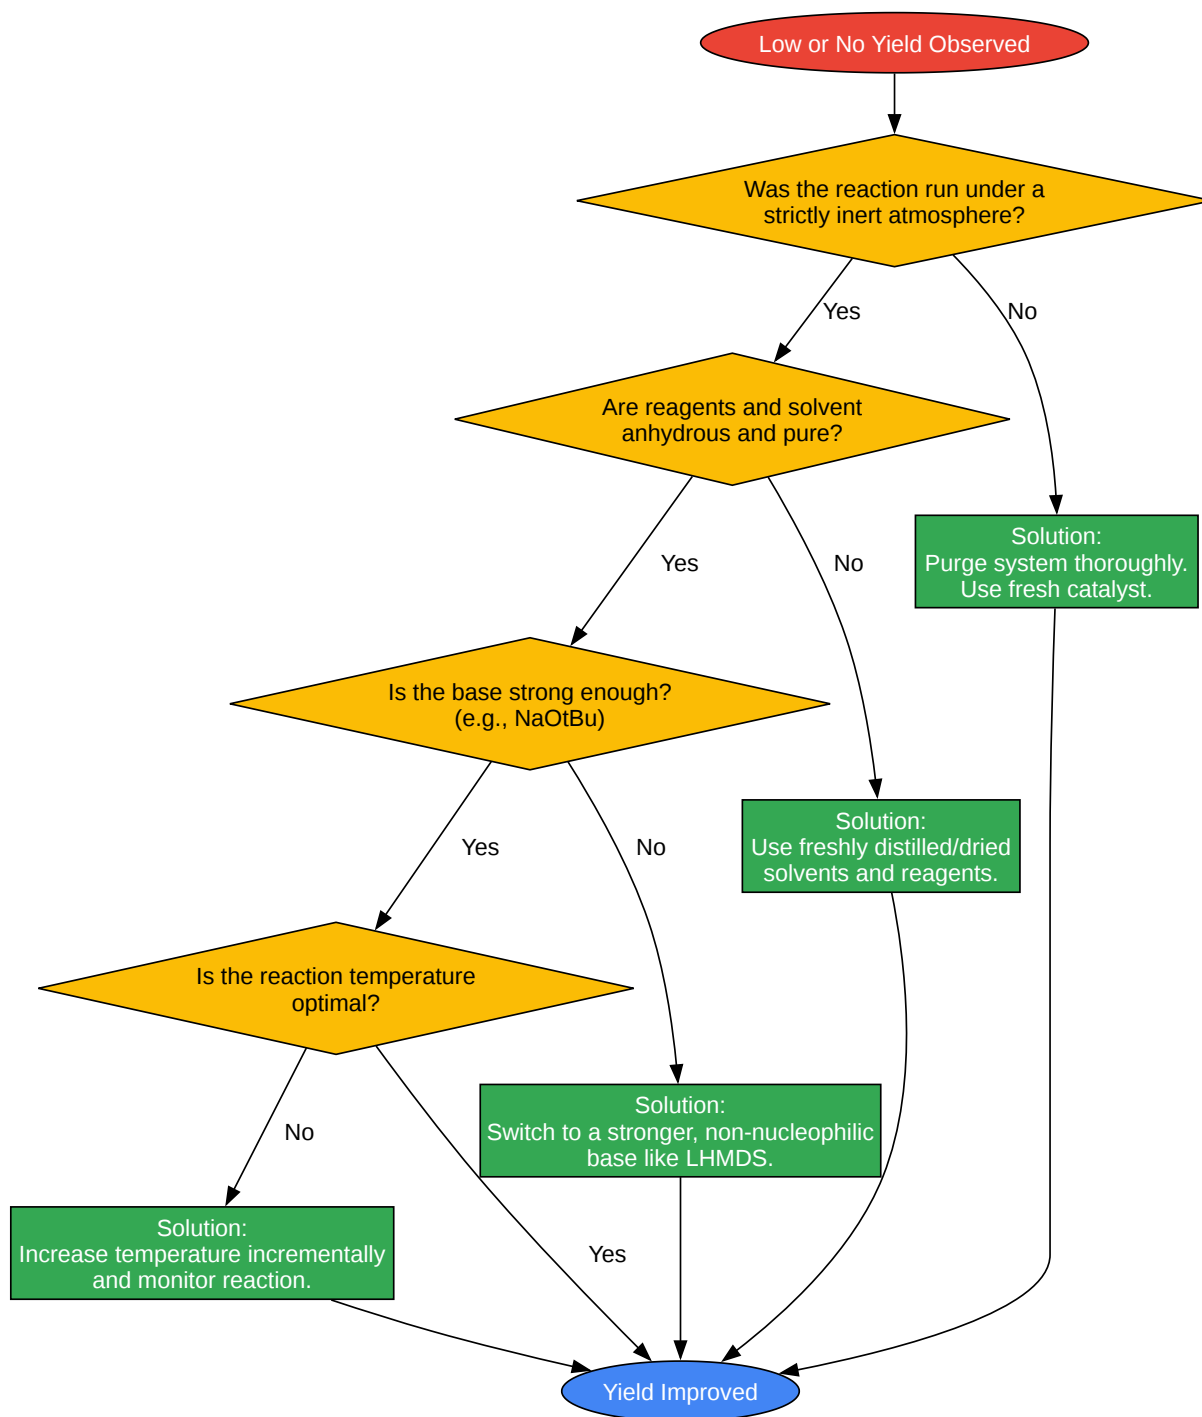 Low or No Yield Observed
Was the reaction run under a
strictly inert atmosphere?
Yes
No
Are reagents and solvent
anhydrous and pure?
Yes
No
Solution:
Purge system thoroughly.
Use fresh catalyst.
Is the base strong enough?
(e.g., NaOtBu)
Yes
No
Solution:
Use freshly distilled/dried
solvents and reagents.
Is the reaction temperature
optimal?
No
Yes
Solution:
Switch to a stronger, non-nucleophilic
base like LHMDS.
Solution:
Increase temperature incrementally
and monitor reaction.
Yield Improved